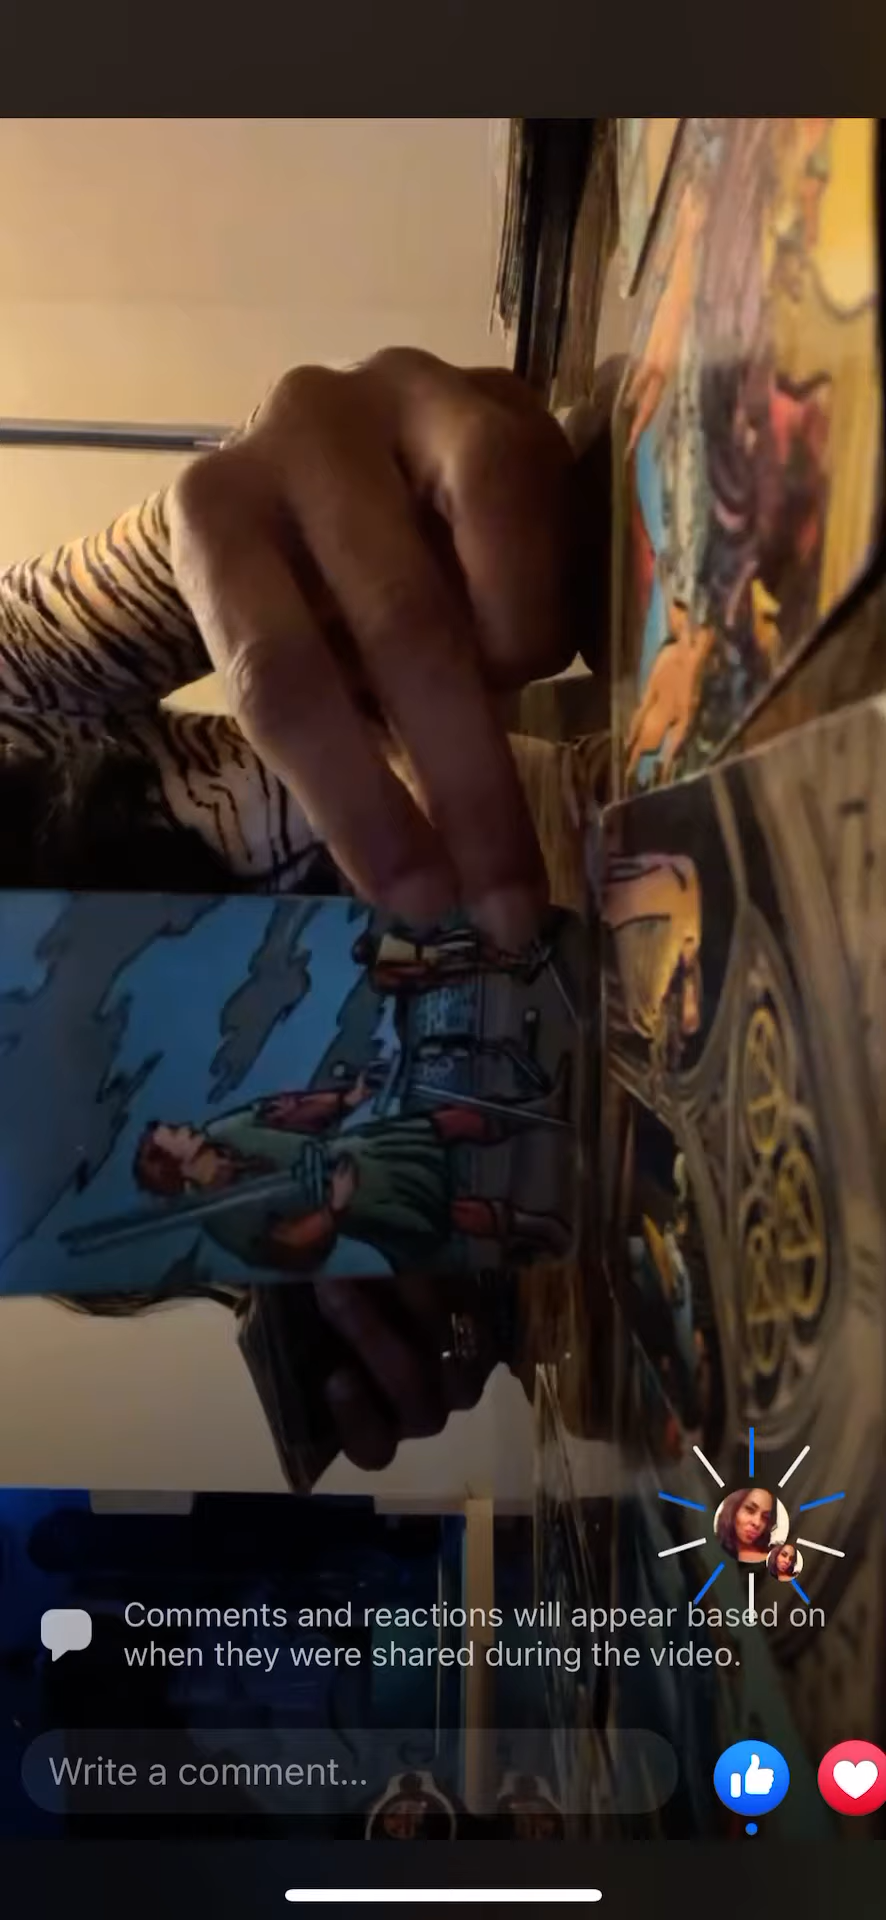 Comments and reactions will appear based on
when they were shared during the video.
Write a comment...